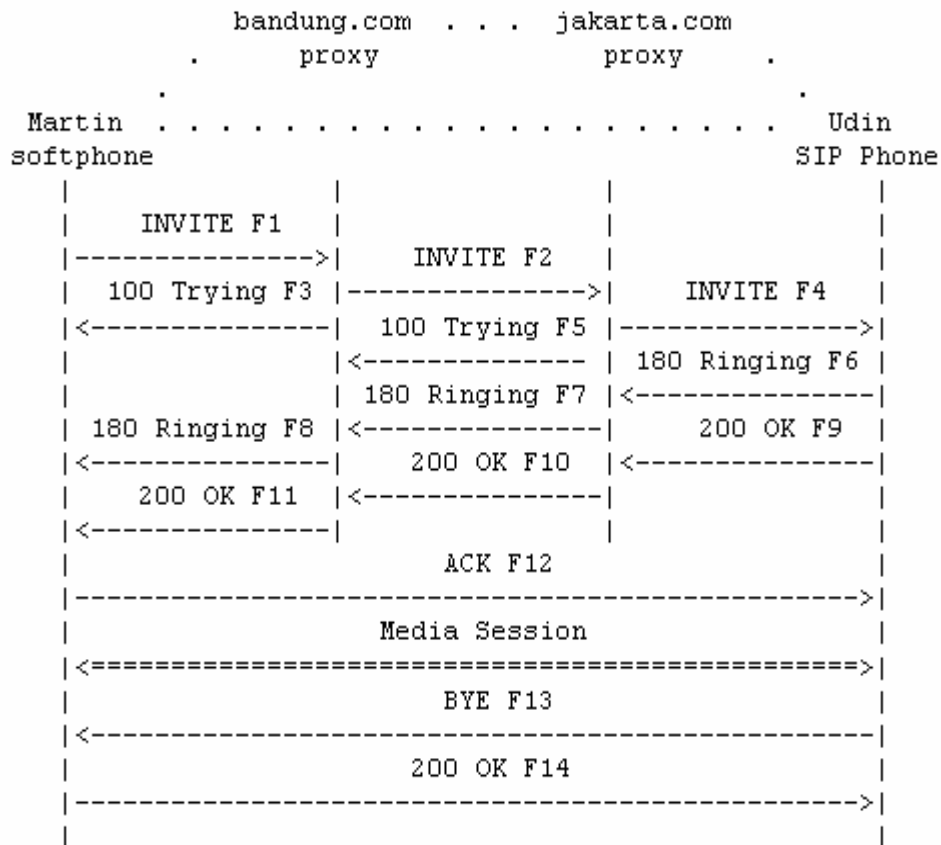 bandung.com . . . jakarta.com
. proxy proxy .
. .
Martin . . . . . . . . . . . . . . . . . . . . Udin
softphone SIP Phone
| | | |
| INVITE F1 | | |
|--------------->| INVITE F2 | |
| 100 Trying F3 |--------------->| INVITE F4 |
|<---------------| 100 Trying F5 |--------------->|
| |<-------------- | 180 Ringing F6 |
| | 180 Ringing F7 |<---------------|
| 180 Ringing F8 |<---------------| 200 OK F9 |
|<---------------| 200 OK F10 |<---------------|
| 200 OK F11 |<---------------| |
|<---------------| | |
| ACK F12 |
|------------------------------------------------->|
| Media Session |
|<================================================>|
| BYE F13 |
|<-------------------------------------------------|
| 200 OK F14 |
|------------------------------------------------->|
| |